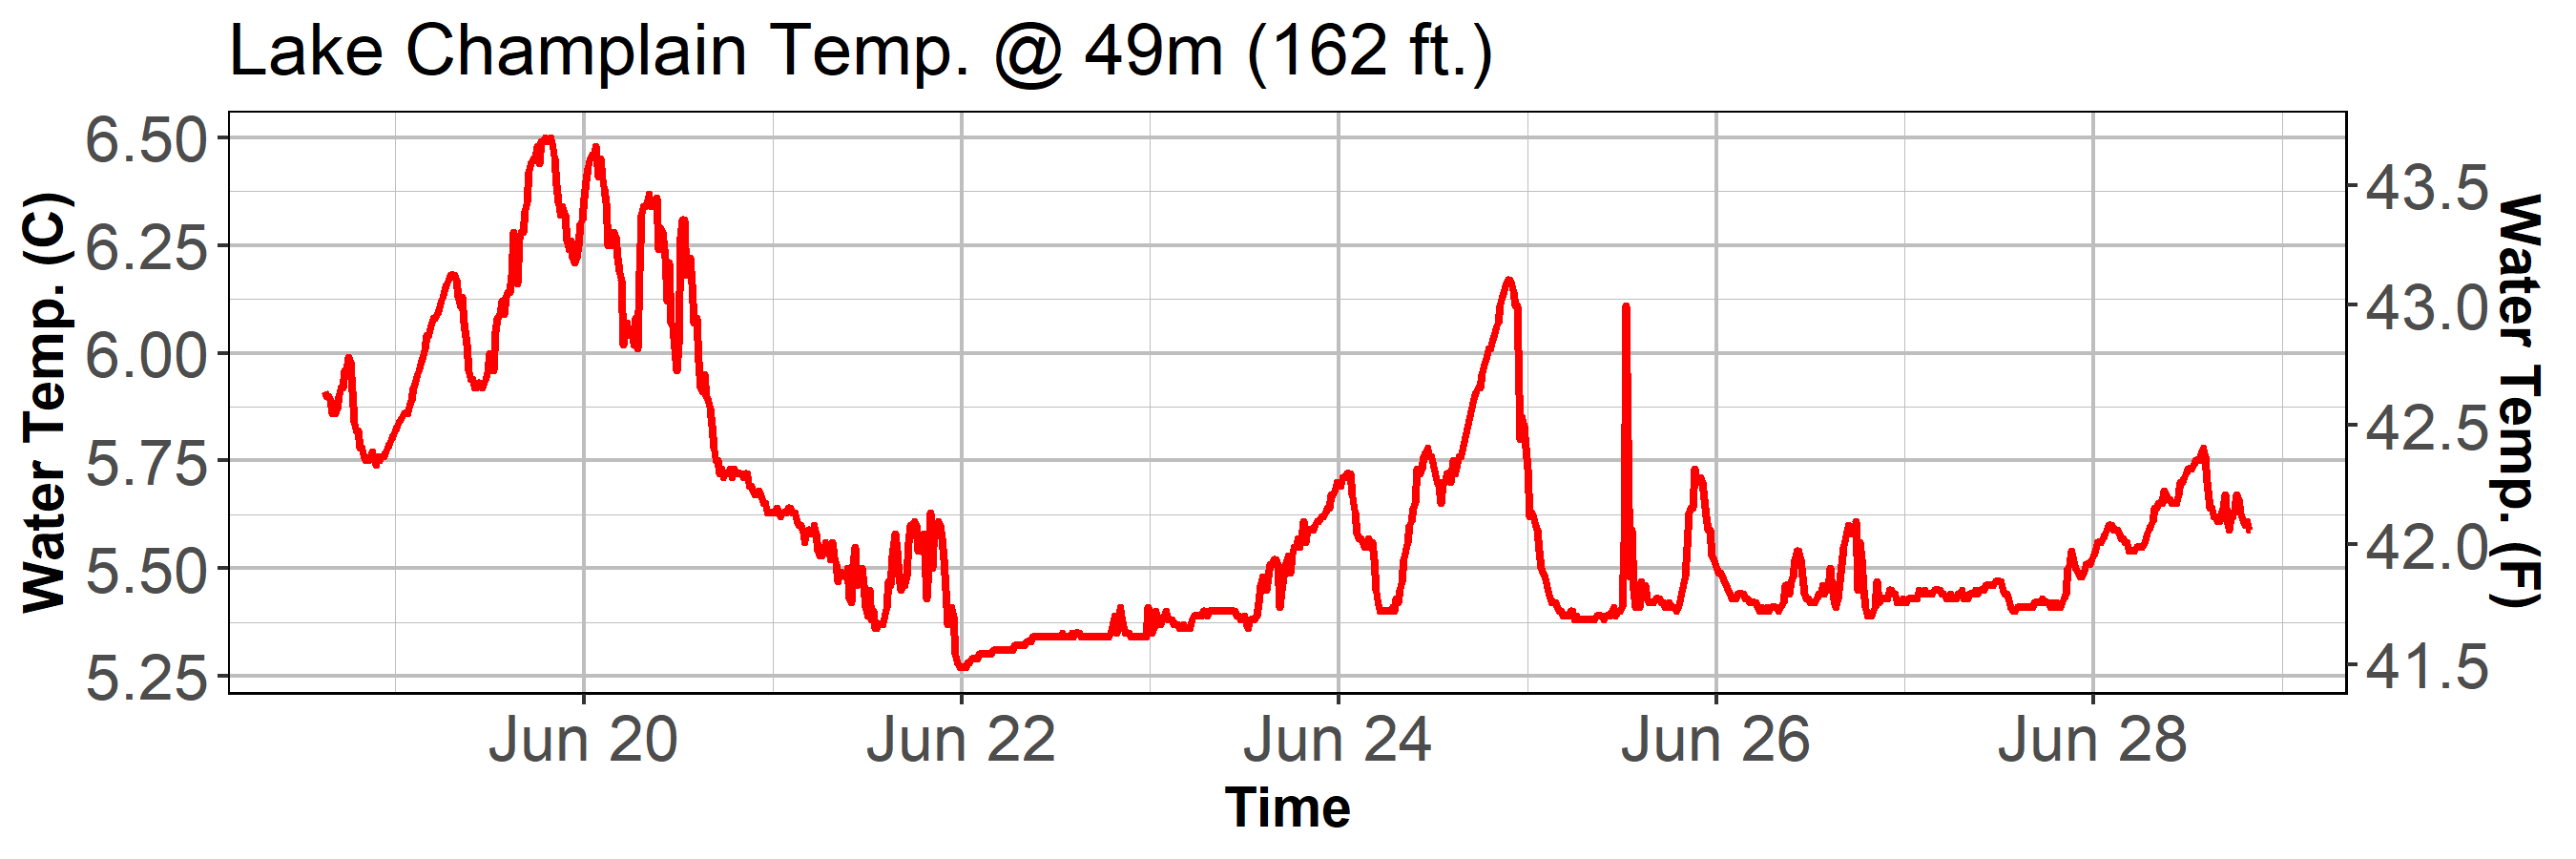 Lake Champlain Temp. @ 49m (162 ft.)
Water Temp. (C)
6.50
6.25
6.00
5.75
5.50
5.25
43.5
43.0
42.5
42.0
41.5
Water Temp. (F)
Jun 20
Jun 22
Jun 24
Jun 26
Jun 28
Time